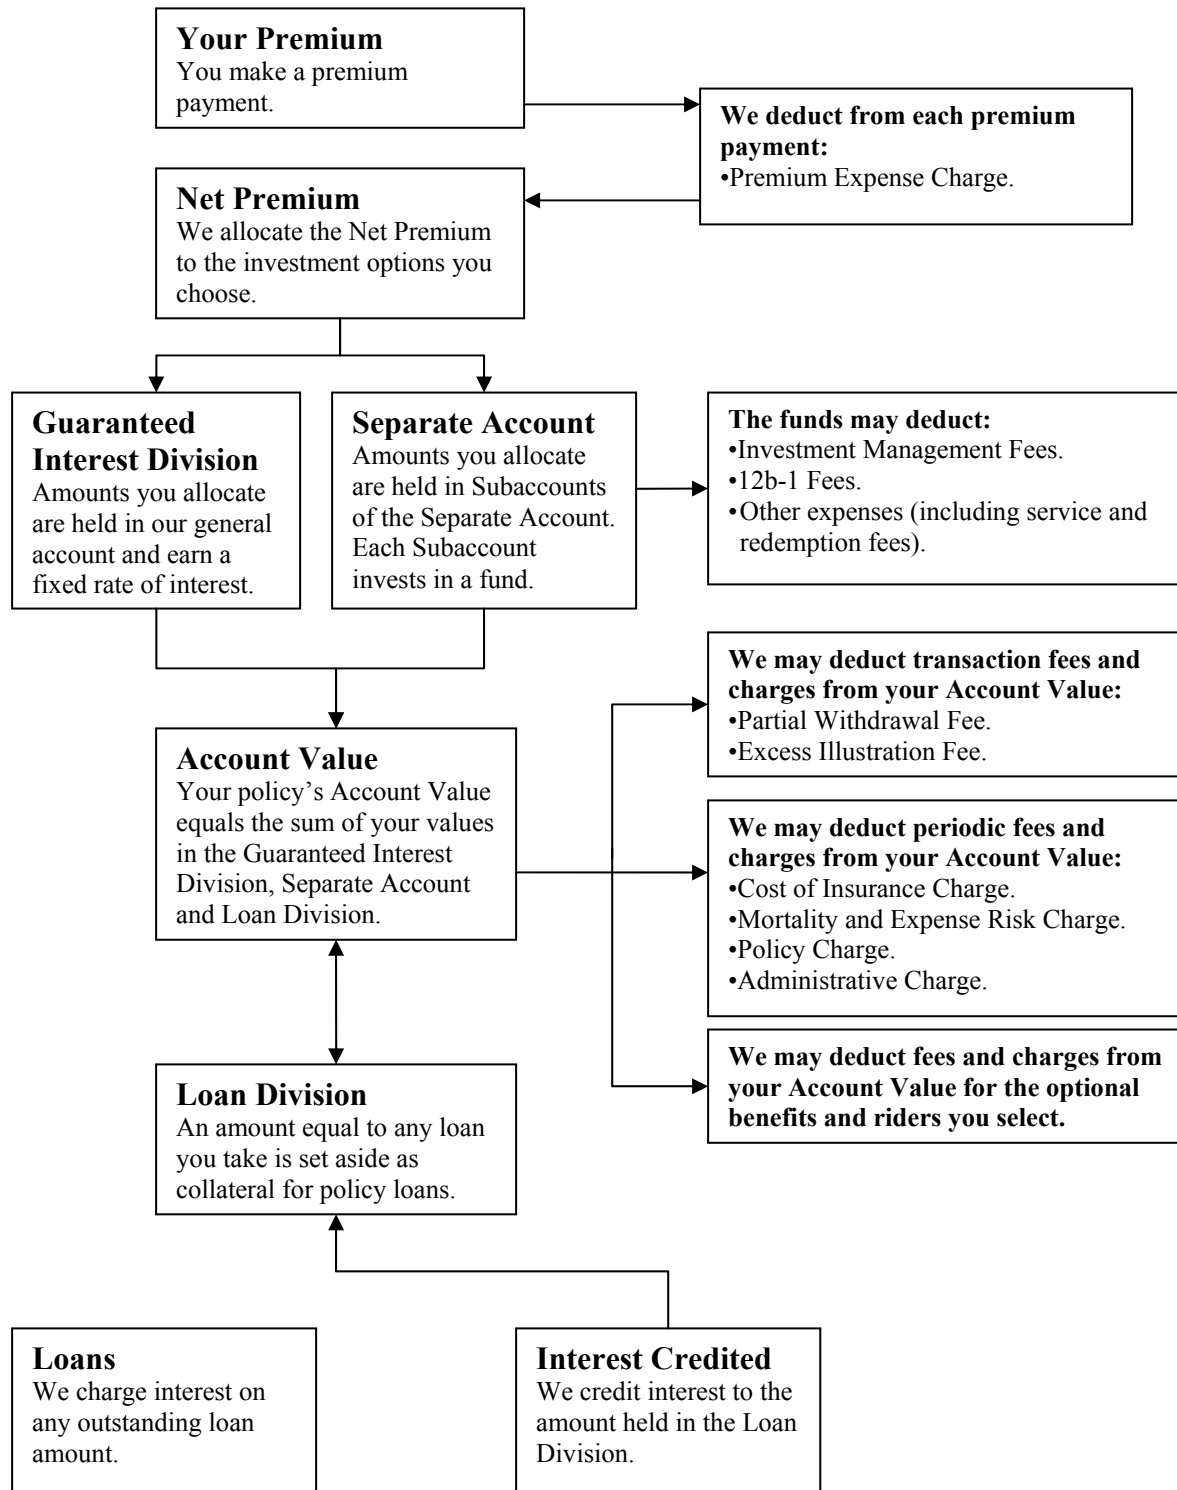 Your Premium
You make a premium
payment.
We deduct from each premium
payment:
•Premium Expense Charge.
Net Premium
We allocate the Net Premium
to the investment options you
choose.
Guaranteed
Interest Division
Amounts you allocate
are held in our general
account and earn a
fixed rate of interest.
Separate Account
Amounts you allocate
are held in Subaccounts
of the Separate Account.
Each Subaccount
invests in a fund.
The funds may deduct:
•Investment Management Fees.
•12b-1 Fees.
•Other expenses (including service and
redemption fees).
We may deduct transaction fees and
charges from your Account Value:
•Partial Withdrawal Fee.
•Excess Illustration Fee.
Account Value
Your policy’s Account Value
equals the sum of your values
in the Guaranteed Interest
Division, Separate Account
and Loan Division.
We may deduct periodic fees and
charges from your Account Value:
•Cost of Insurance Charge.
•Mortality and Expense Risk Charge.
•Policy Charge.
•Administrative Charge.
We may deduct fees and charges from
your Account Value for the optional
benefits and riders you select.
Loan Division
An amount equal to any loan
you take is set aside as
collateral for policy loans.
Loans
We charge interest on
any outstanding loan
amount.
Interest Credited
We credit interest to the
amount held in the Loan
Division.